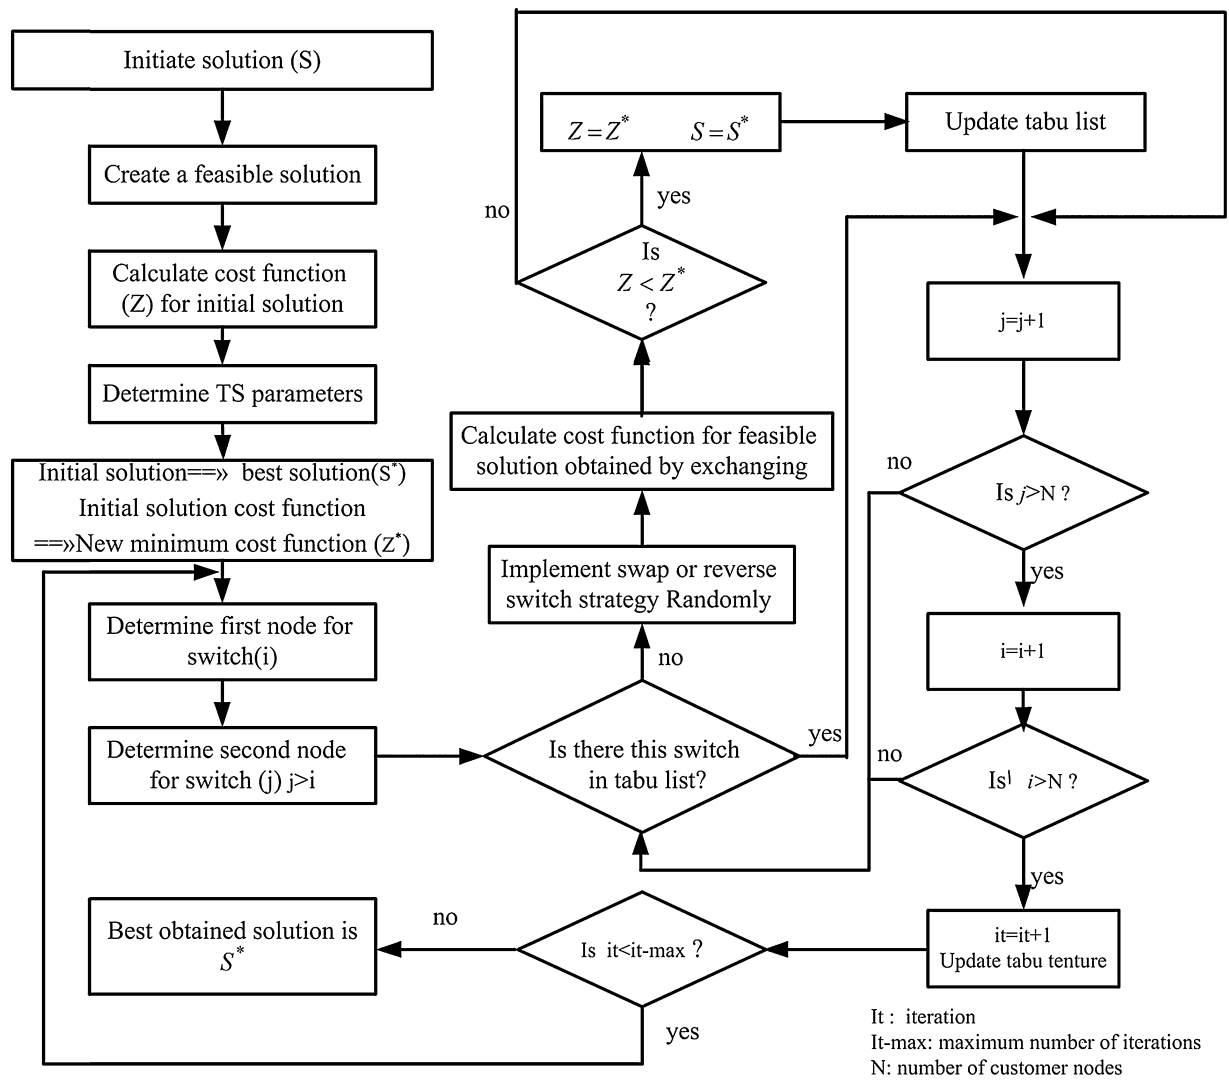 Initiate solution (S)
Create a feasible solution
Calculate cost function
(Z) for initial solution
Determine TS parameters
Initial solution==» best solution(S*)
Initial solution cost function
==»New minimum cost function (Z*)
Determine first node for
switch(i)
Determine second node
for switch (j) j>i
Is there this switch
in tabu list?
no
yes
Implement swap or reverse
switch strategy Randomly
Calculate cost function for feasible
solution obtained by exchanging
Is
Z < Z*
?
no
yes
Z = Z* S = S*
Update tabu list
j=j+1
Is j>N ?
no
yes
i=i+1
Is i>N ?
no
yes
it=it+1
Update tabu tenture
Is it<it-max ?
no
yes
Best obtained solution is
S*
It : iteration
It-max: maximum number of iterations
N: number of customer nodes